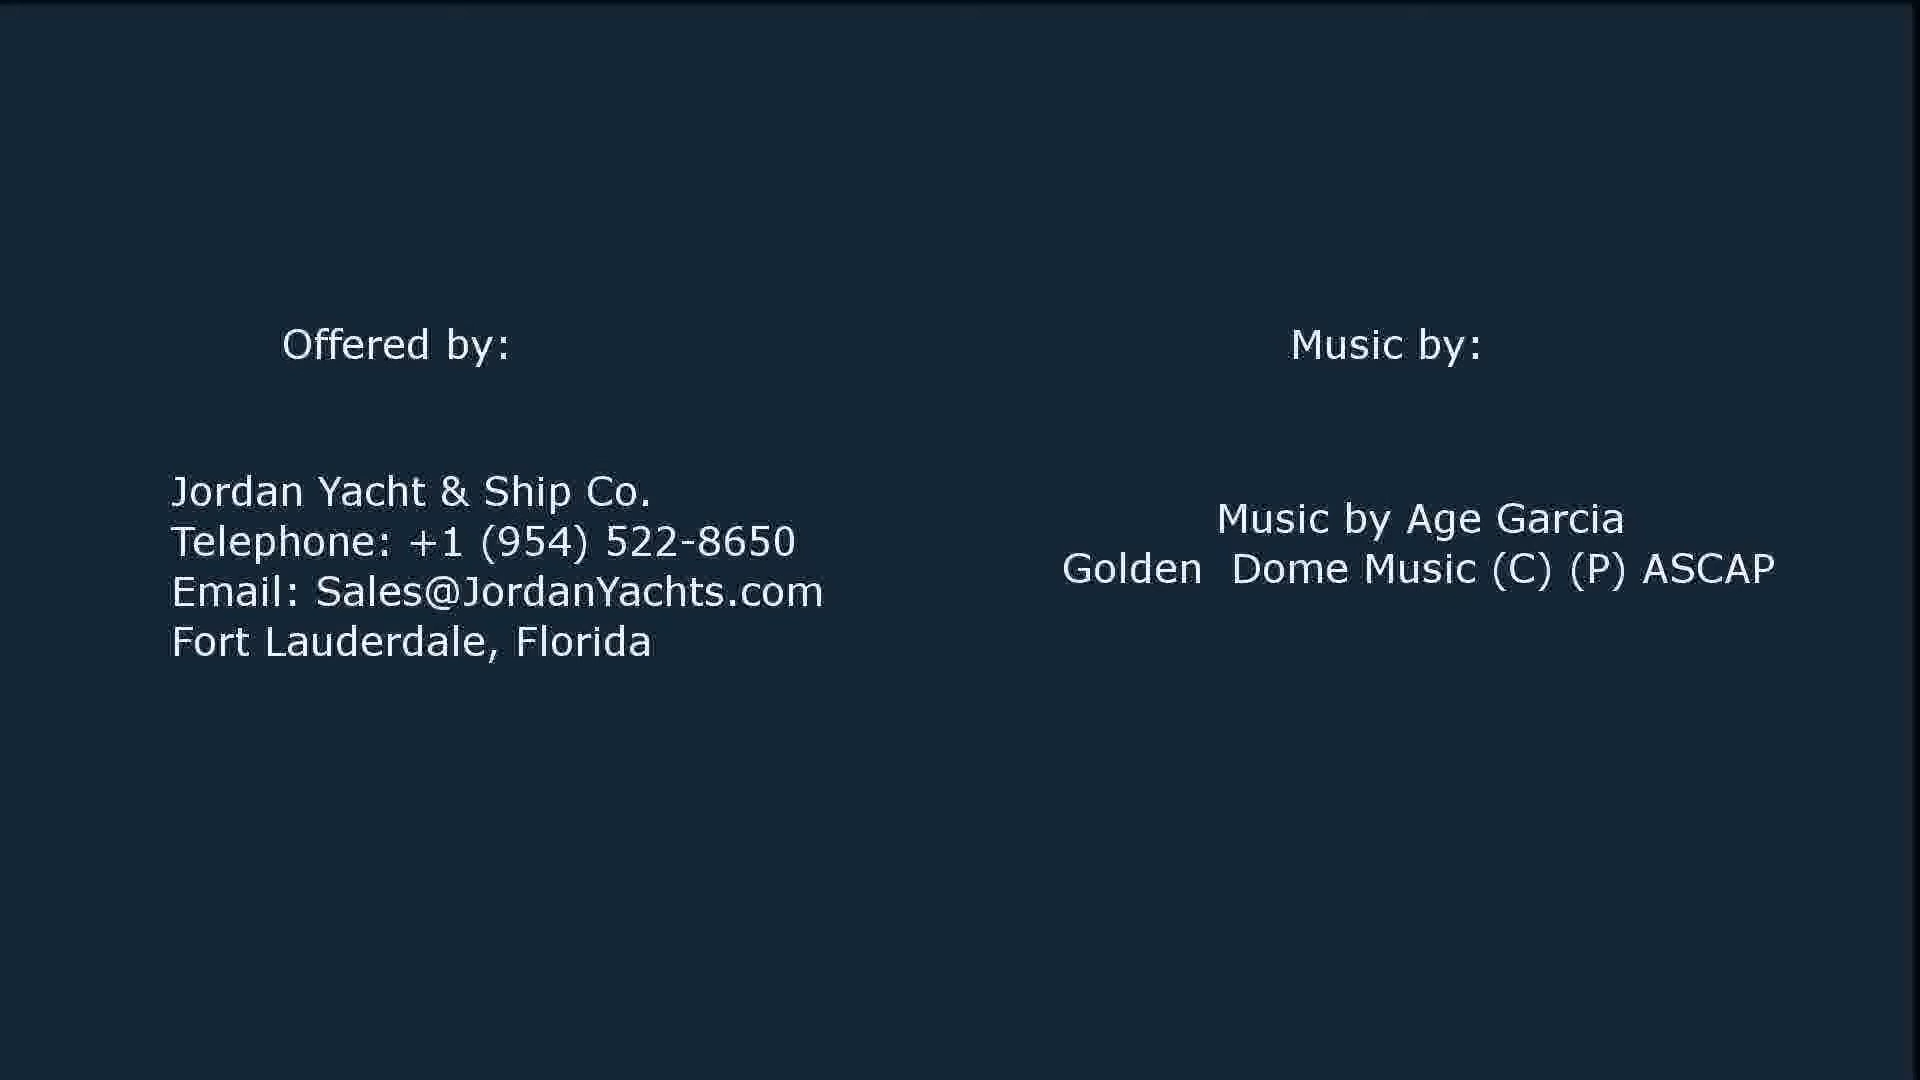 Offered by:
Jordan Yacht & Ship Co.
Telephone: +1 (954) 522-8650
Email: Sales@JordanYachts.com
Fort Lauderdale, Florida
Music by:
Music by Age Garcia
Golden  Dome Music (C) (P) ASCAP